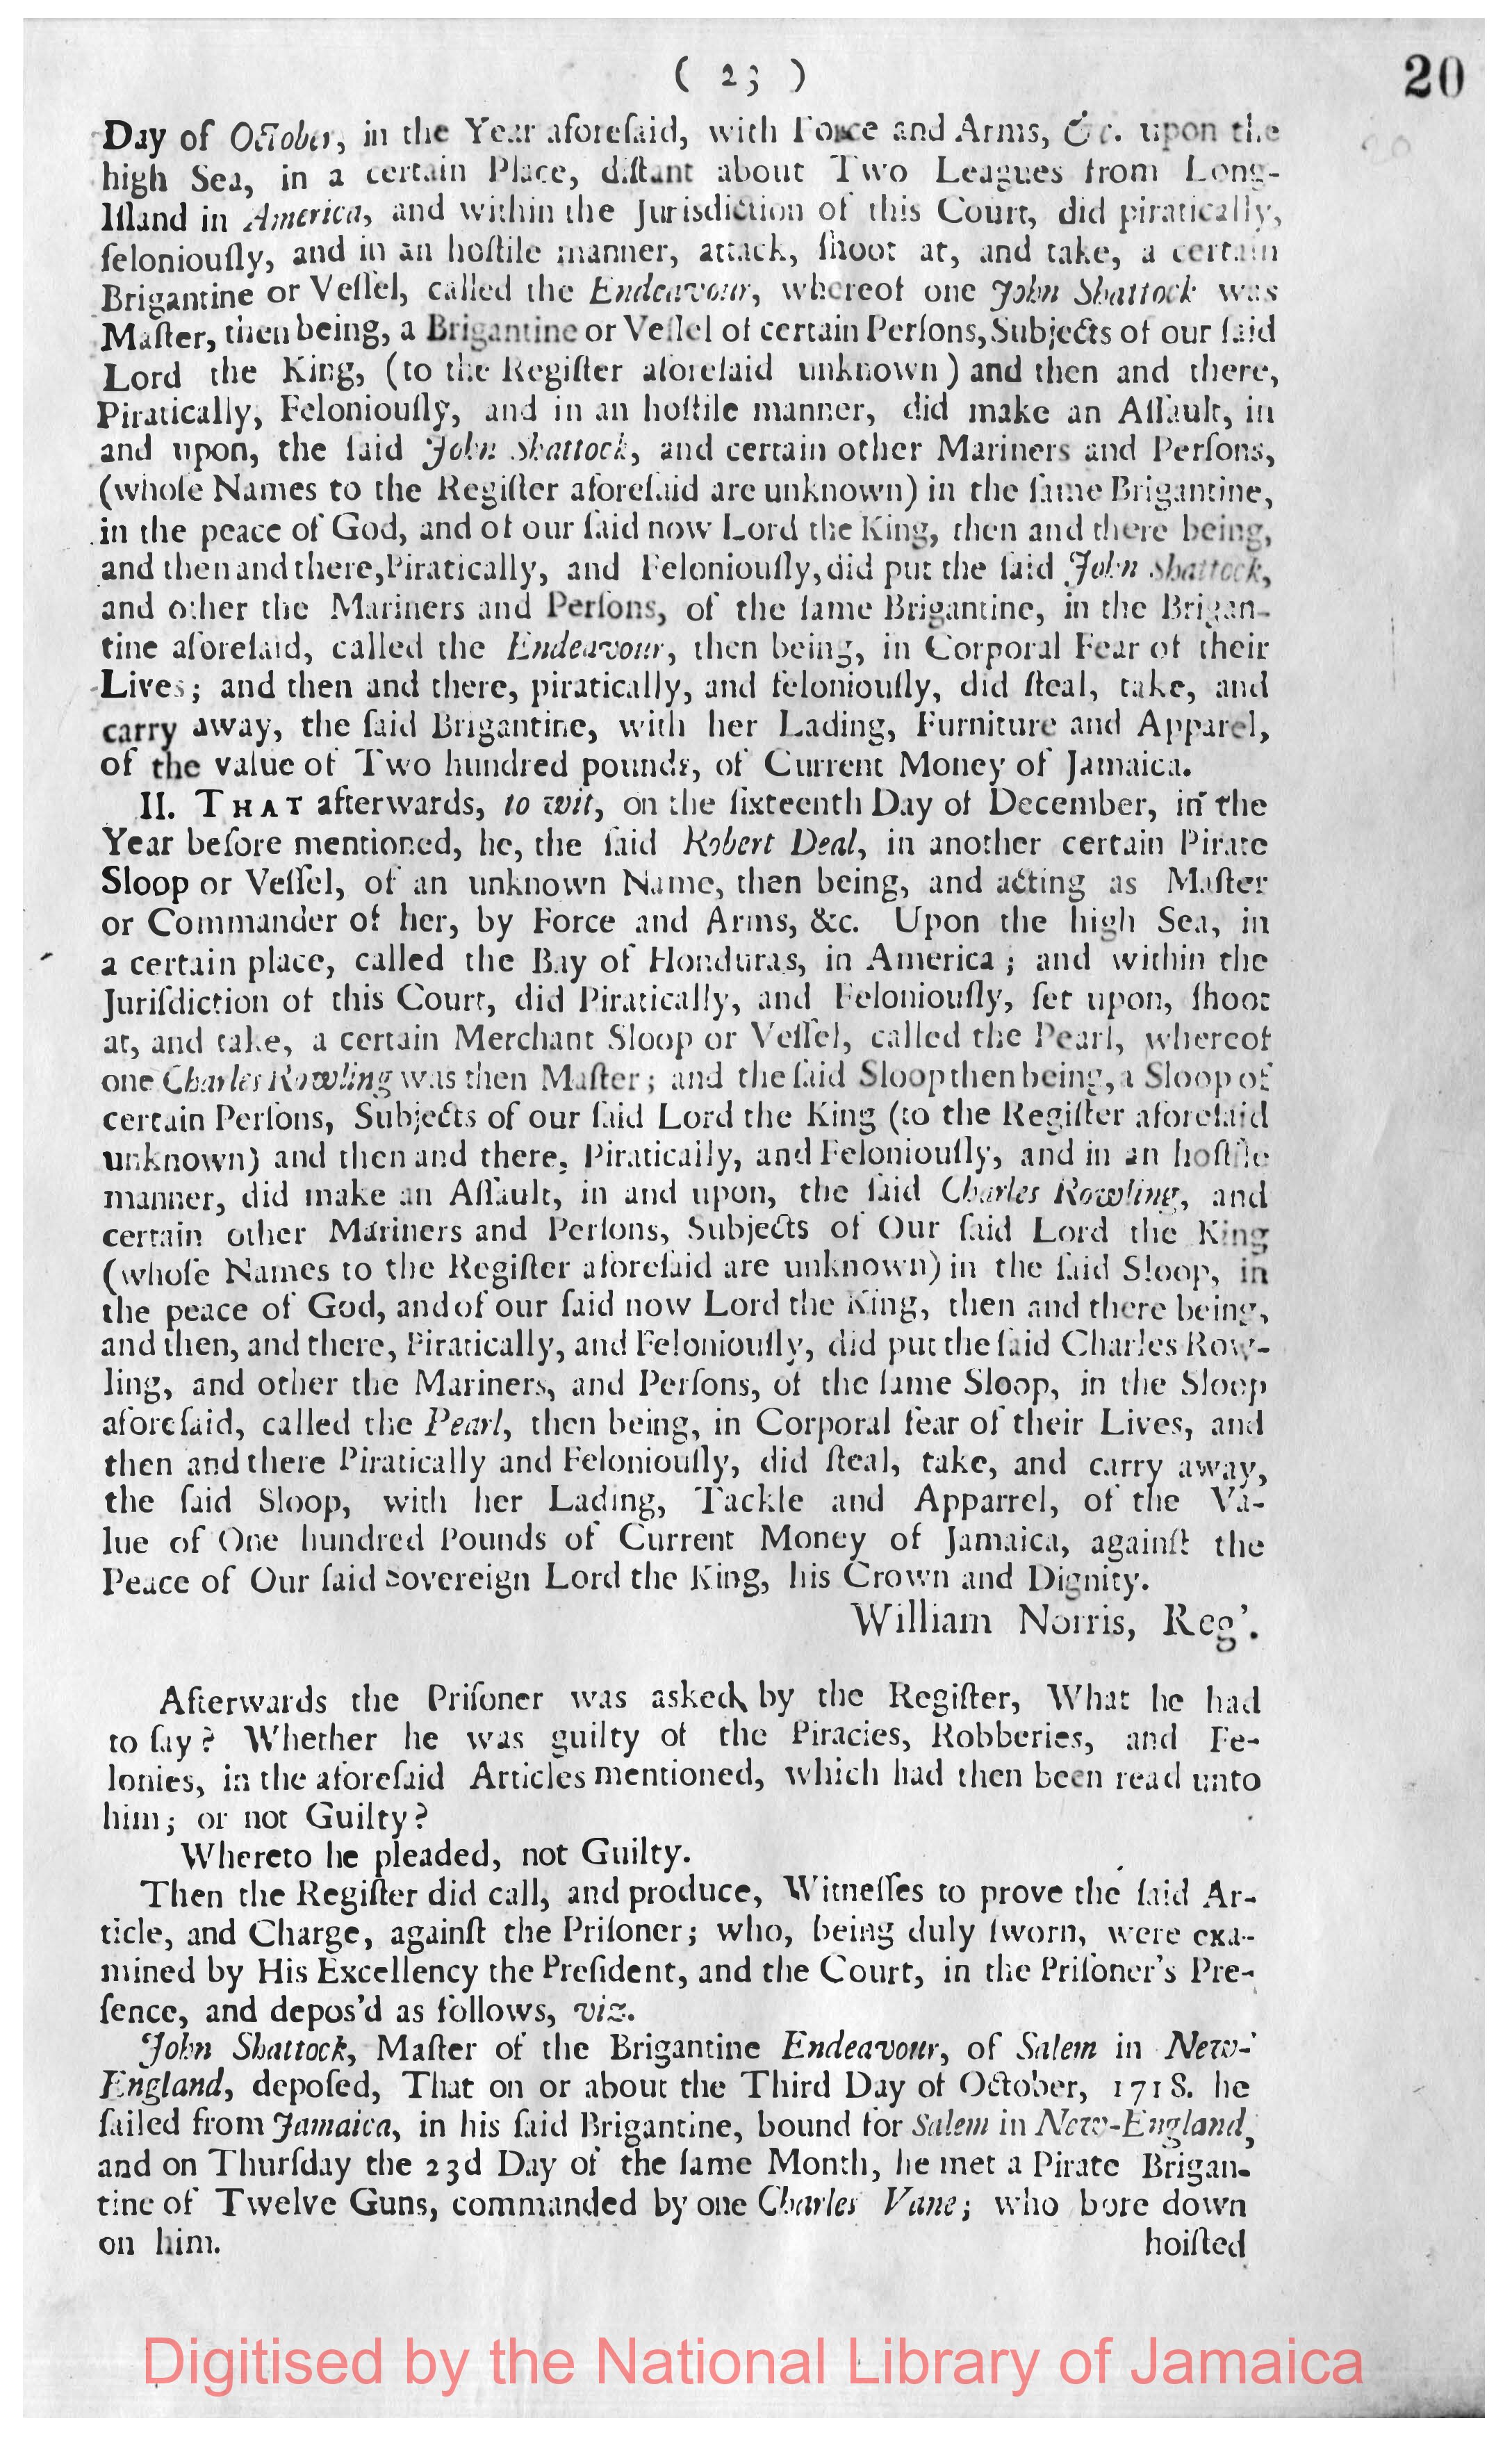 ( 23 )
20
20
Day of October, in the Year aforeſaid, with Force and Arms, &c. upon the
high Sea, in a certain Place, diſtant about Two Leagues from Long-
Iſland in America, and within the Jurisdiction of this Court, did piratically,
feloniouſly, and in an hoſtile manner, attack, ſhoot at, and take, a certain
Brigantine or Veſſel, called the Endeavour, whereof one John Shattock was
Maſter, then being, a Brigantine or Veſſel of certain Perſons, Subjects of our ſaid
Lord the King, (to the Regiſter aforeſaid unknown) and then and there,
Piratically, Feloniouſly, and in an hoſtile manner, did make an Aſſault, in
and upon, the ſaid John Shattock, and certain other Mariners and Perſons,
(whoſe Names to the Regiſter aforeſaid are unknown) in the ſame Brigantine,
in the peace of God, and of our ſaid now Lord the King, then and there being,
and then and there, Piratically, and Feloniouſly, did put the ſaid John Shattock,
and other the Mariners and Perſons, of the ſame Brigantine, in the Brigan-
tine aforeſaid, called the Endeavour, then being, in Corporal Fear of their
Lives; and then and there, piratically, and feloniouſly, did ſteal, take, and
carry away, the ſaid Brigantine, with her Lading, Furniture and Apparel,
of the value of Two hundred pounds, of Current Money of Jamaica.
II. THAT afterwards, to wit, on the ſixteenth Day of December, in the
Year before mentioned, he, the ſaid Robert Deal, in another certain Pirate
Sloop or Veſſel, of an unknown Name, then being, and acting as Maſter
or Commander of her, by Force and Arms, &c. Upon the high Sea, in
a certain place, called the Bay of Honduras, in America; and within the
Juriſdiction of this Court, did Piratically, and Feloniouſly, ſet upon, ſhoot
at, and take, a certain Merchant Sloop or Veſſel, called the Pearl, whereof
one Charles Rowling was then Maſter; and the ſaid Sloop then being, a Sloop of
certain Perſons, Subjects of our ſaid Lord the King (to the Regiſter aforeſaid
unknown) and then and there, Piratically, and Feloniouſly, and in an hoſtile
manner, did make an Aſſault, in and upon, the ſaid Charles Rowling, and
certain other Mariners and Perſons, Subjects of Our ſaid Lord the King
(whoſe Names to the Regiſter aforeſaid are unknown) in the ſaid Sloop, in
the peace of God, and of our ſaid now Lord the King, then and there being,
and then, and there, Piratically, and Feloniouſly, did put the ſaid Charles Row-
ling, and other the Mariners, and Perſons, of the ſame Sloop, in the Sloop
aforeſaid, called the Pearl, then being, in Corporal fear of their Lives, and
then and there Piratically and Feloniouſly, did ſteal, take, and carry away,
the ſaid Sloop, with her Lading, Tackle and Apparrel, of the Va-
lue of One hundred Pounds of Current Money of Jamaica, againſt the
Peace of Our ſaid Sovereign Lord the King, his Crown and Dignity.
William Norris, Reg'.
Afterwards the Priſoner was asked, by the Regiſter, What he had
to ſay? Whether he was guilty of the Piracies, Robberies, and Fe-
lonies, in the aforeſaid Articles mentioned, which had then been read unto
him; or not Guilty?
Whereto he pleaded, not Guilty.
Then the Regiſter did call, and produce, Witneſſes to prove the ſaid Ar-
ticle, and Charge, againſt the Priſoner; who, being duly ſworn, were exa-
mined by His Excellency the Preſident, and the Court, in the Priſoner's Pre-
ſence, and depos'd as follows, viz.
John Shattock, Maſter of the Brigantine Endeavour, of Salem in New-
England, depoſed, That on or about the Third Day of October, 1718. he
ſailed from Jamaica, in his ſaid Brigantine, bound for Salem in New-England,
and on Thurſday the 23d Day of the ſame Month, he met a Pirate Brigan-
tine of Twelve Guns, commanded by one Charles Vane; who bore down
on him. hoiſted
Digitised by the National Library of Jamaica